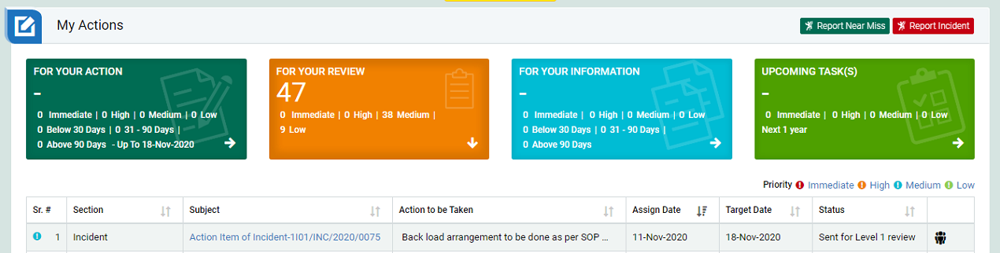 My Actions
Report Near Miss
Report Incident
FOR YOUR ACTION
-
0 Immediate | 0 High | 0 Medium | 0 Low
0 Below 30 Days | 0 31 - 90 Days |
0 Above 90 Days - Up To 18-Nov-2020
FOR YOUR REVIEW
47
0 Immediate | 0 High | 38 Medium |
9 Low
FOR YOUR INFORMATION
-
0 Immediate | 0 High | 0 Medium | 0 Low
0 Below 30 Days | 0 31 - 90 Days |
0 Above 90 Days
UPCOMING TASK(S)
-
0 Immediate | 0 High | 0 Medium | 0 Low
Next 1 year
Priority Immediate High Medium Low
Sr. # Section Subject Action to be Taken Assign Date Target Date Status
1 Incident Action Item of Incident-1I01/INC/2020/0075 Back load arrangement to be done as per SOP ... 11-Nov-2020 18-Nov-2020 Sent for Level 1 review